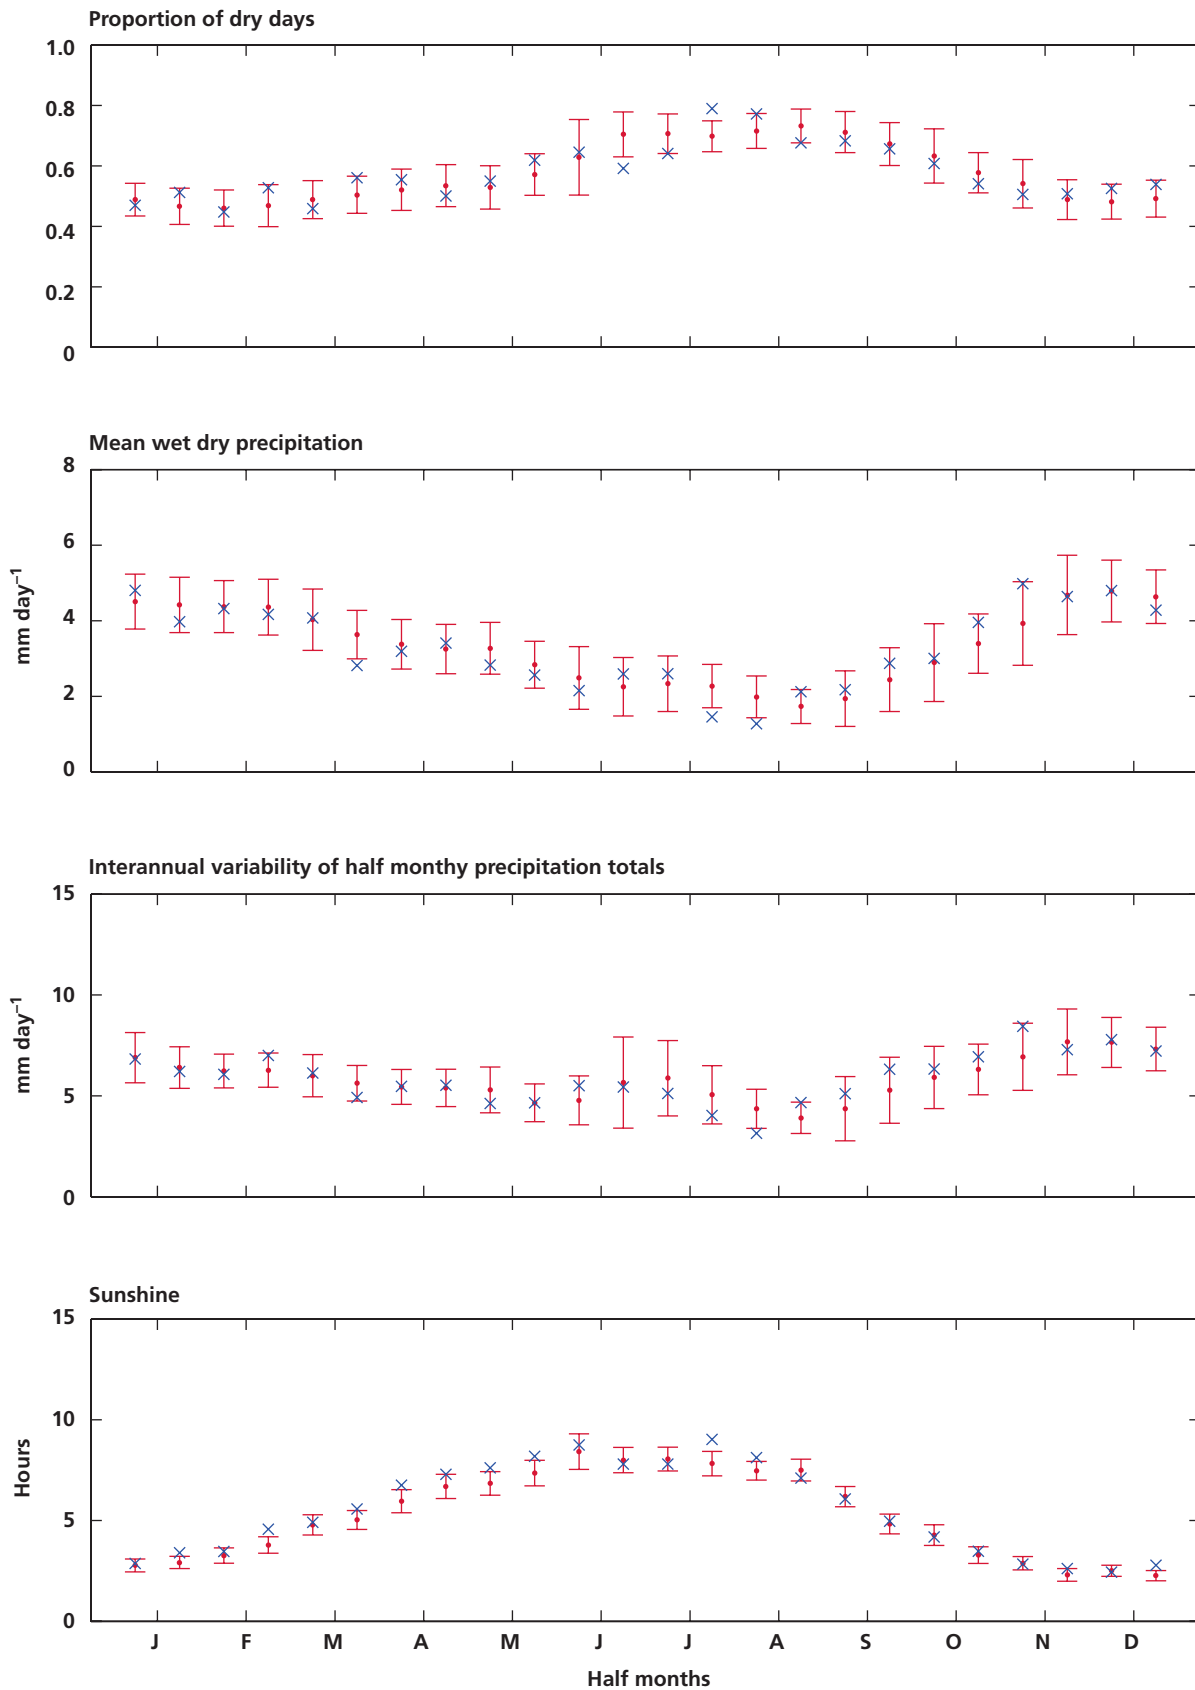 Proportion of dry days
1.0
0.8
0.6
0.4
0.2
0
Mean wet dry precipitation
8
6
4
2
0
mm day⁻¹
Interannual variability of half monthy precipitation totals
15
10
5
0
mm day⁻¹
Sunshine
15
10
5
0
Hours
J F M A M J J A S O N D
Half months